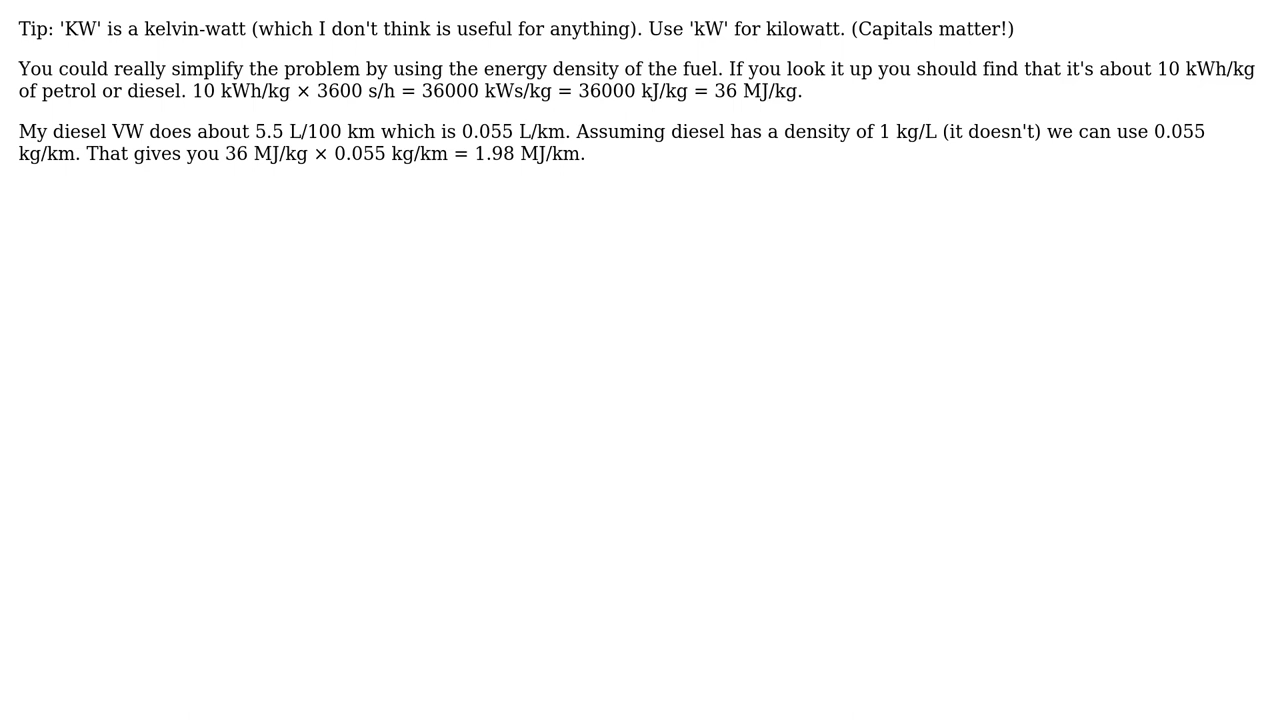 Tip: 'KW' is a kelvin-watt (which I don't think is useful for anything). Use 'kW' for kilowatt. (Capitals matter!)
You could really simplify the problem by using the energy density of the fuel. If you look it up you should find that it's about 10 kWh/kg
of petrol or diesel. 10 kWh/kg × 3600 s/h = 36000 kWs/kg = 36000 kJ/kg = 36 MJ/kg.
My diesel VW does about 5.5 L/100 km which is 0.055 L/km. Assuming diesel has a density of 1 kg/L (it doesn't) we can use 0.055
kg/km. That gives you 36 MJ/kg × 0.055 kg/km = 1.98 MJ/km.